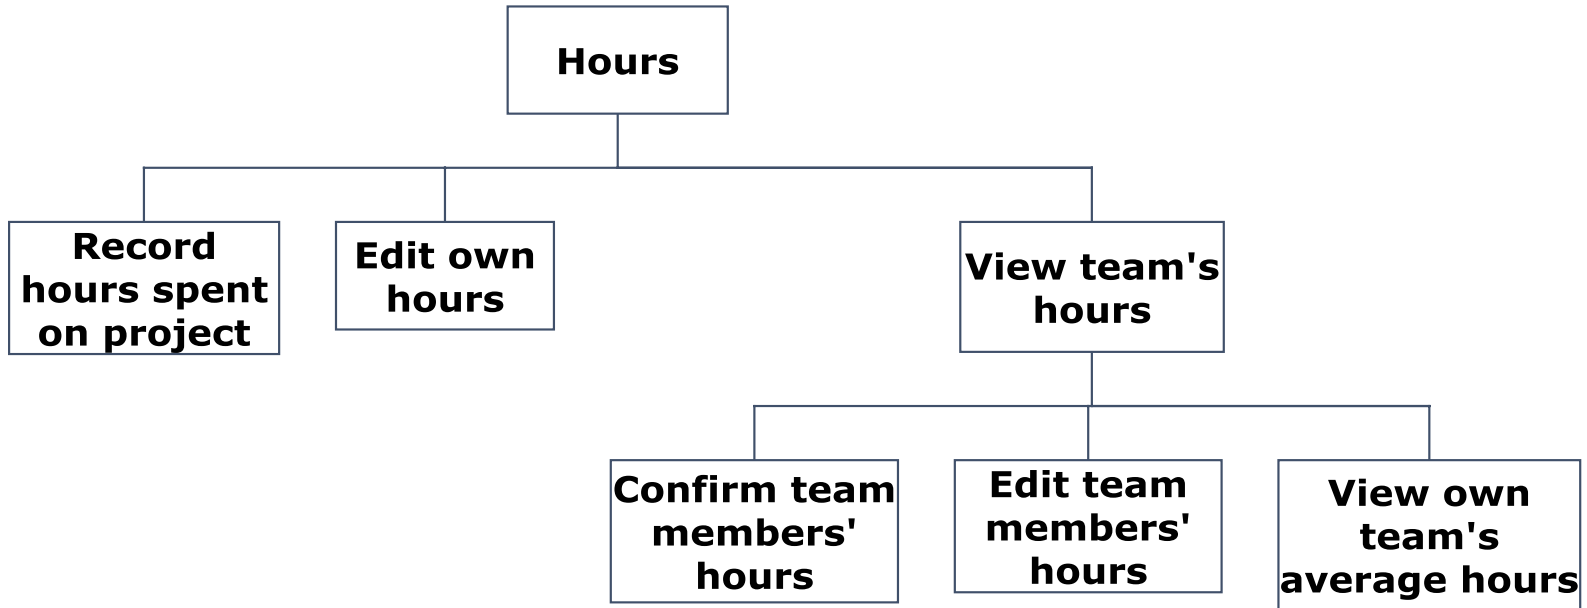 Hours
Record
hours spent
on project
Edit own
hours
View team's
hours
Confirm team
members'
hours
Edit team
members'
hours
View own
team's
average hours